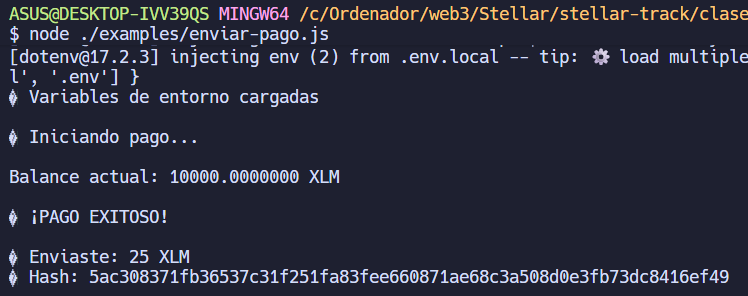 ASUS@DESKTOP-IVV39QS MINGW64 /c/Ordenador/web3/Stellar/stellar-track/clase
$ node ./examples/enviar-pago.js
[dotenv@17.2.3] injecting env (2) from .env.local -- tip: ⚙️ load multiple
l', '.env'] }
� Variables de entorno cargadas
� Iniciando pago...
Balance actual: 10000.0000000 XLM
� ¡PAGO EXITOSO!
� Enviaste: 25 XLM
� Hash: 5ac308371fb36537c31f251fa83fee660871ae68c3a508d0e3fb73dc8416ef49